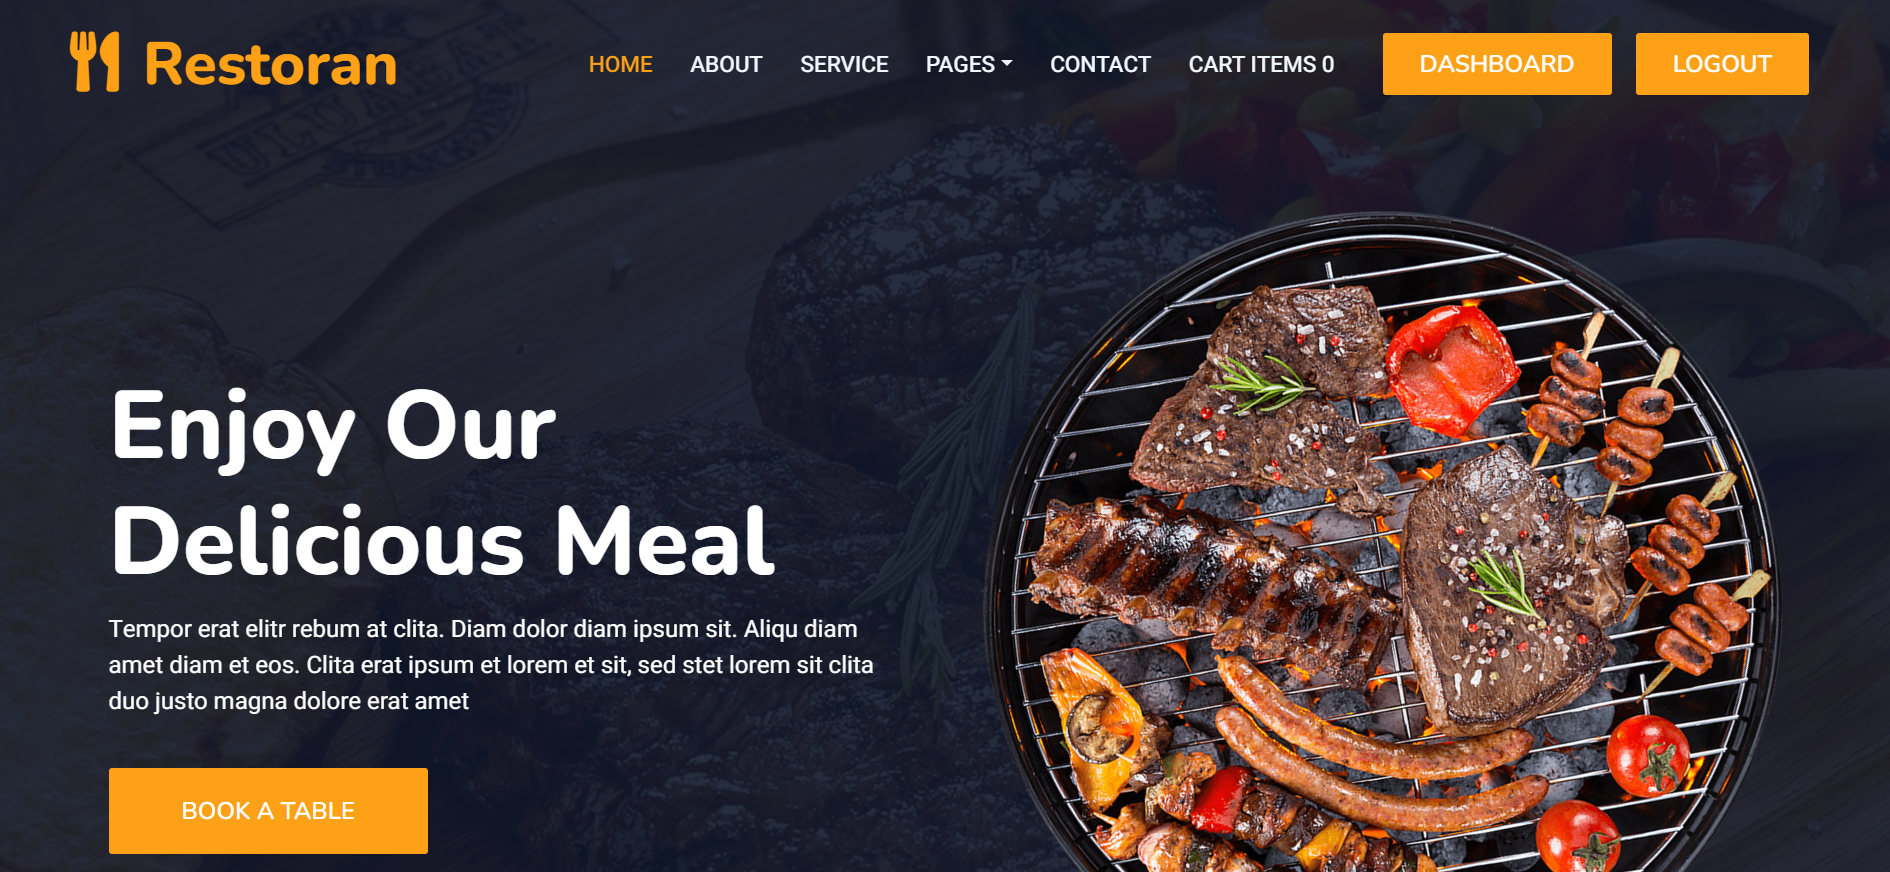 Restoran
HOME ABOUT SERVICE PAGES CONTACT CART ITEMS 0 DASHBOARD LOGOUT
Enjoy Our
Delicious Meal
Tempor erat elitr rebum at clita. Diam dolor diam ipsum sit. Aliqu diam
amet diam et eos. Clita erat ipsum et lorem et sit, sed stet lorem sit clita
duo justo magna dolore erat amet
BOOK A TABLE